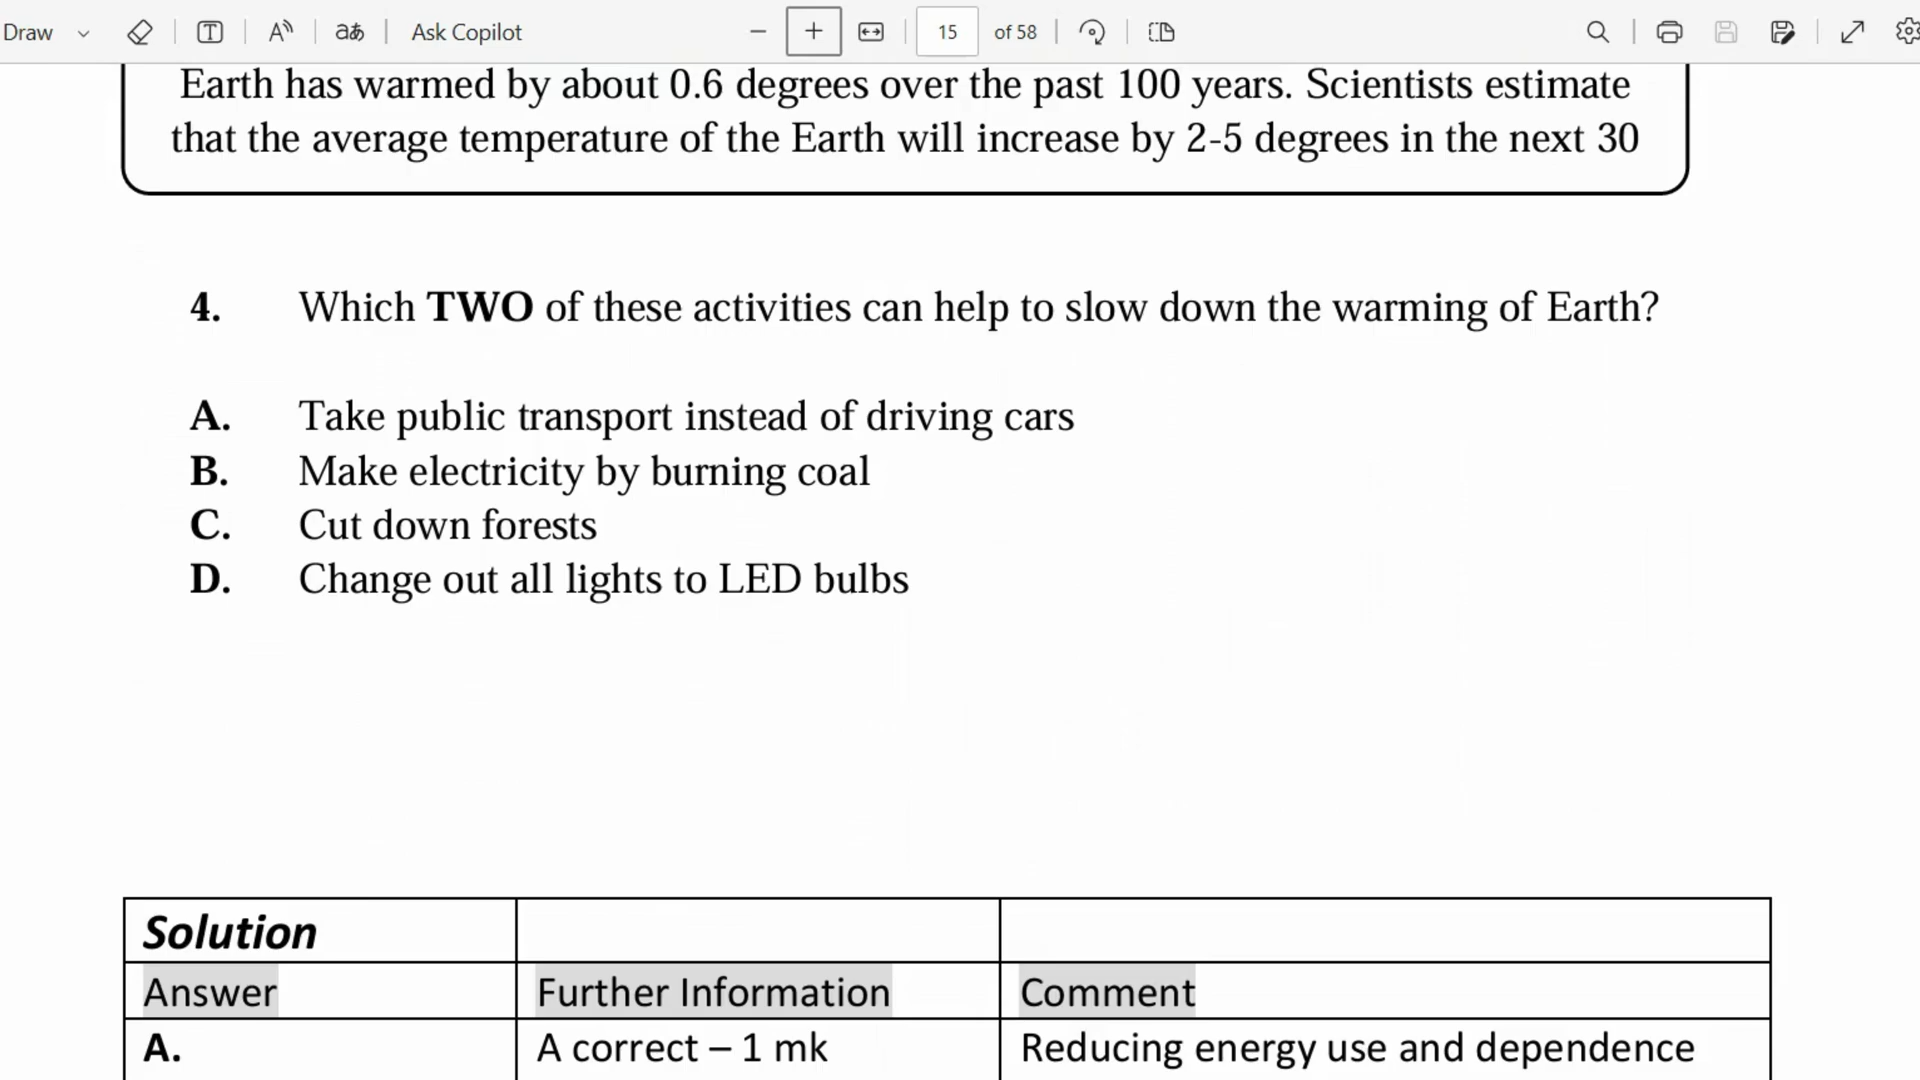 Draw aあ Ask Copilot 15 of 58
Earth has warmed by about 0.6 degrees over the past 100 years. Scientists estimate
that the average temperature of the Earth will increase by 2-5 degrees in the next 30
4. Which TWO of these activities can help to slow down the warming of Earth?
A. Take public transport instead of driving cars
B. Make electricity by burning coal
C. Cut down forests
D. Change out all lights to LED bulbs
Solution
Answer Further Information Comment
A. A correct – 1 mk Reducing energy use and dependence